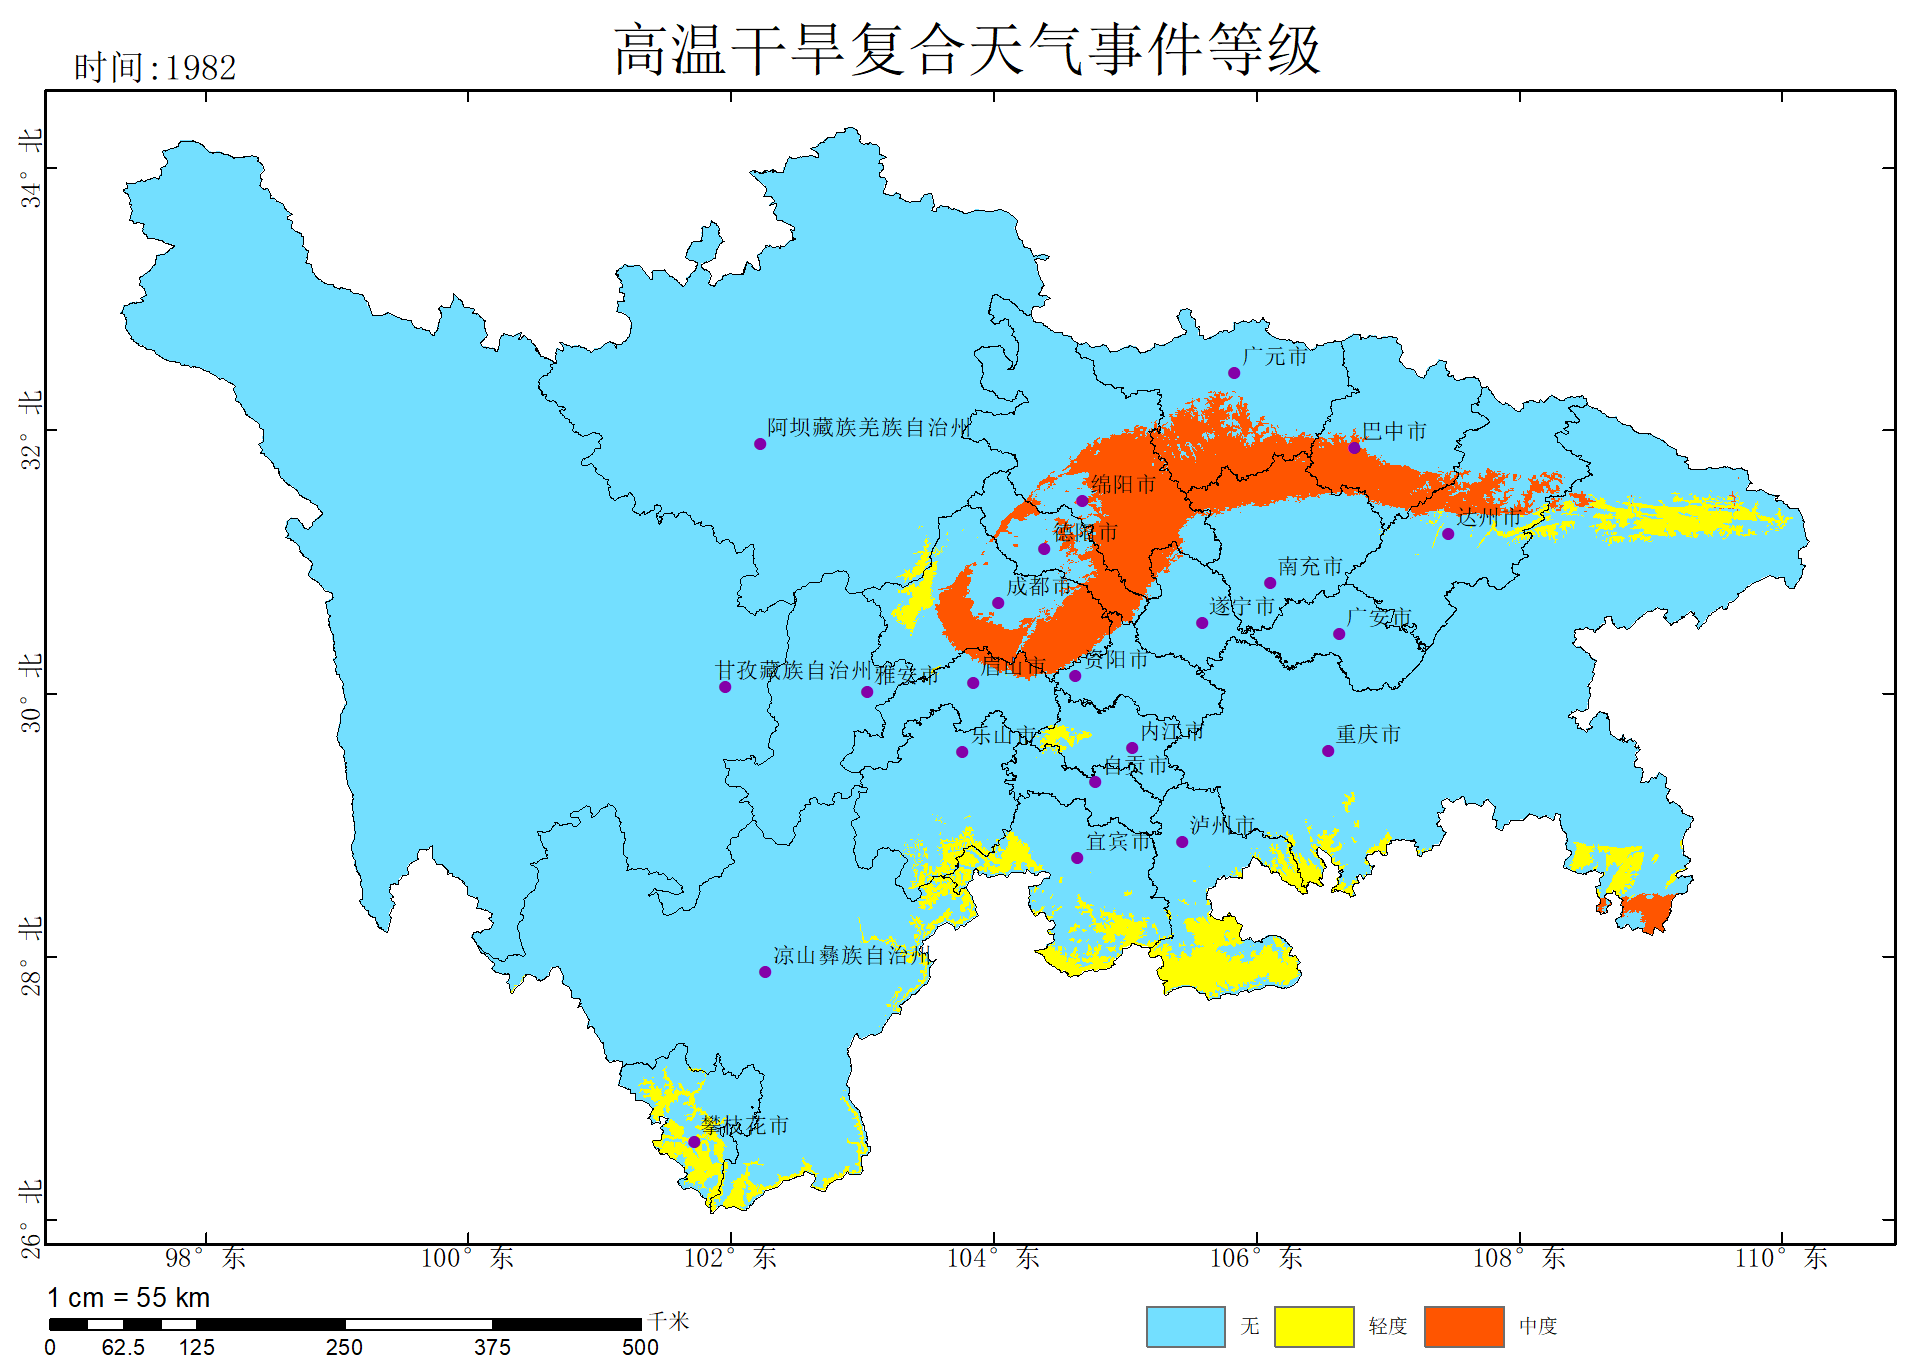 高温干旱复合天气事件等级
时间:1982
34° 北
32° 北
30° 北
28° 北
26° 北
广元市
阿坝藏族羌族自治州
巴中市
绵阳市
达州市
德阳市
南充市
成都市
遂宁市
广安市
甘孜藏族自治州
雅安市
眉山市
资阳市
乐山市
内江市
重庆市
自贡市
泸州市
宜宾市
凉山彝族自治州
攀枝花市
98° 东
100° 东
102° 东
104° 东
106° 东
108° 东
110° 东
1 cm = 55 km
千米
0 62.5 125 250 375 500
无 轻度 中度